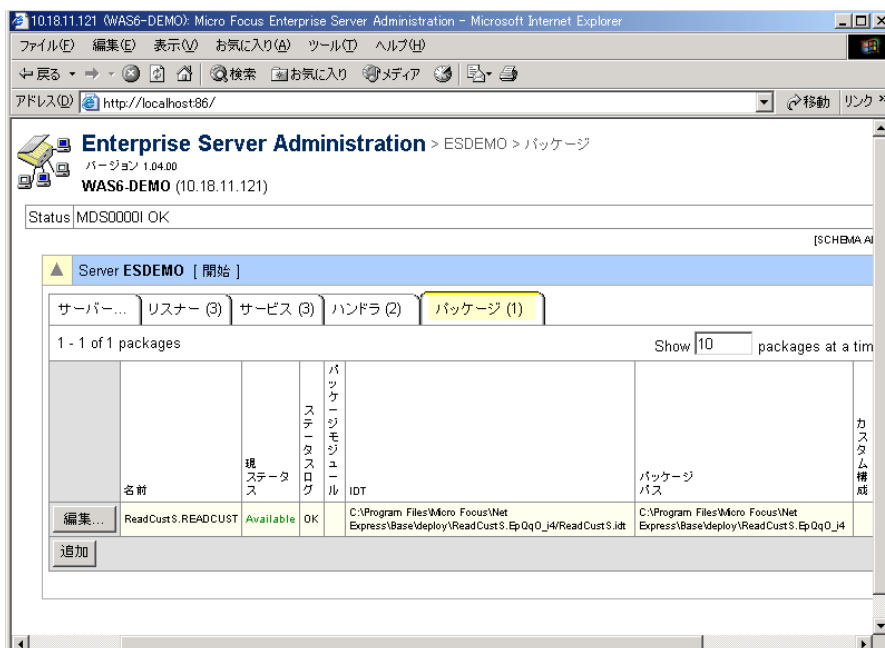 10.18.11.121 (WAS6-DEMO): Micro Focus Enterprise Server Administration - Microsoft Internet Explorer
ファイル(F) 編集(E) 表示(V) お気に入り(A) ツール(T) ヘルプ(H)
戻る 検索 お気に入り メディア
アドレス(D) http://localhost:86/ 移動 リンク »
Enterprise Server Administration > ESDEMO > パッケージ
バージョン 1.04.00
WAS6-DEMO (10.18.11.121)
Status MDS0000I OK
[SCHEMA
Server ESDEMO [ 開始 ]
サーバー... リスナー (3) サービス (3) ハンドラ (2) パッケージ (1)
1 - 1 of 1 packages Show 10 packages at a tim
名前 現ステータス ステータスログ パッケージモジュール IDT パッケージパス カスタム構成
編集... ReadCustS.READCUST Available OK C:\Program Files\Micro Focus\Net C:\Program Files\Micro Focus\Net
Express\Base\deploy\ReadCustS.EpQqO_i4/ReadCustS.idt Express\Base\deploy\ReadCustS.EpQqO_i4
追加